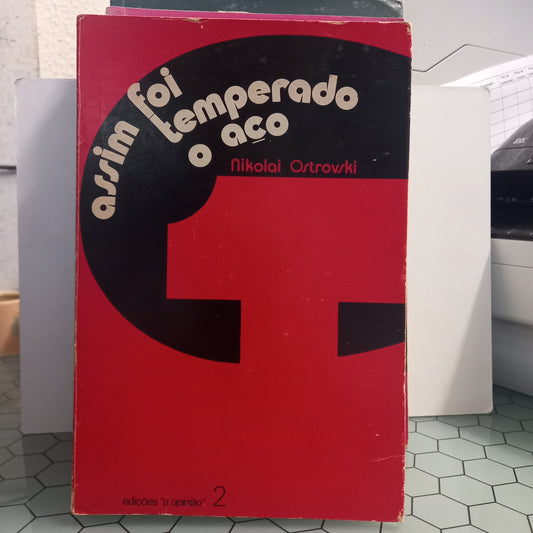 assim foi
temperado
o aço
Nikolai Ostrovski
edições "a opinião" 2